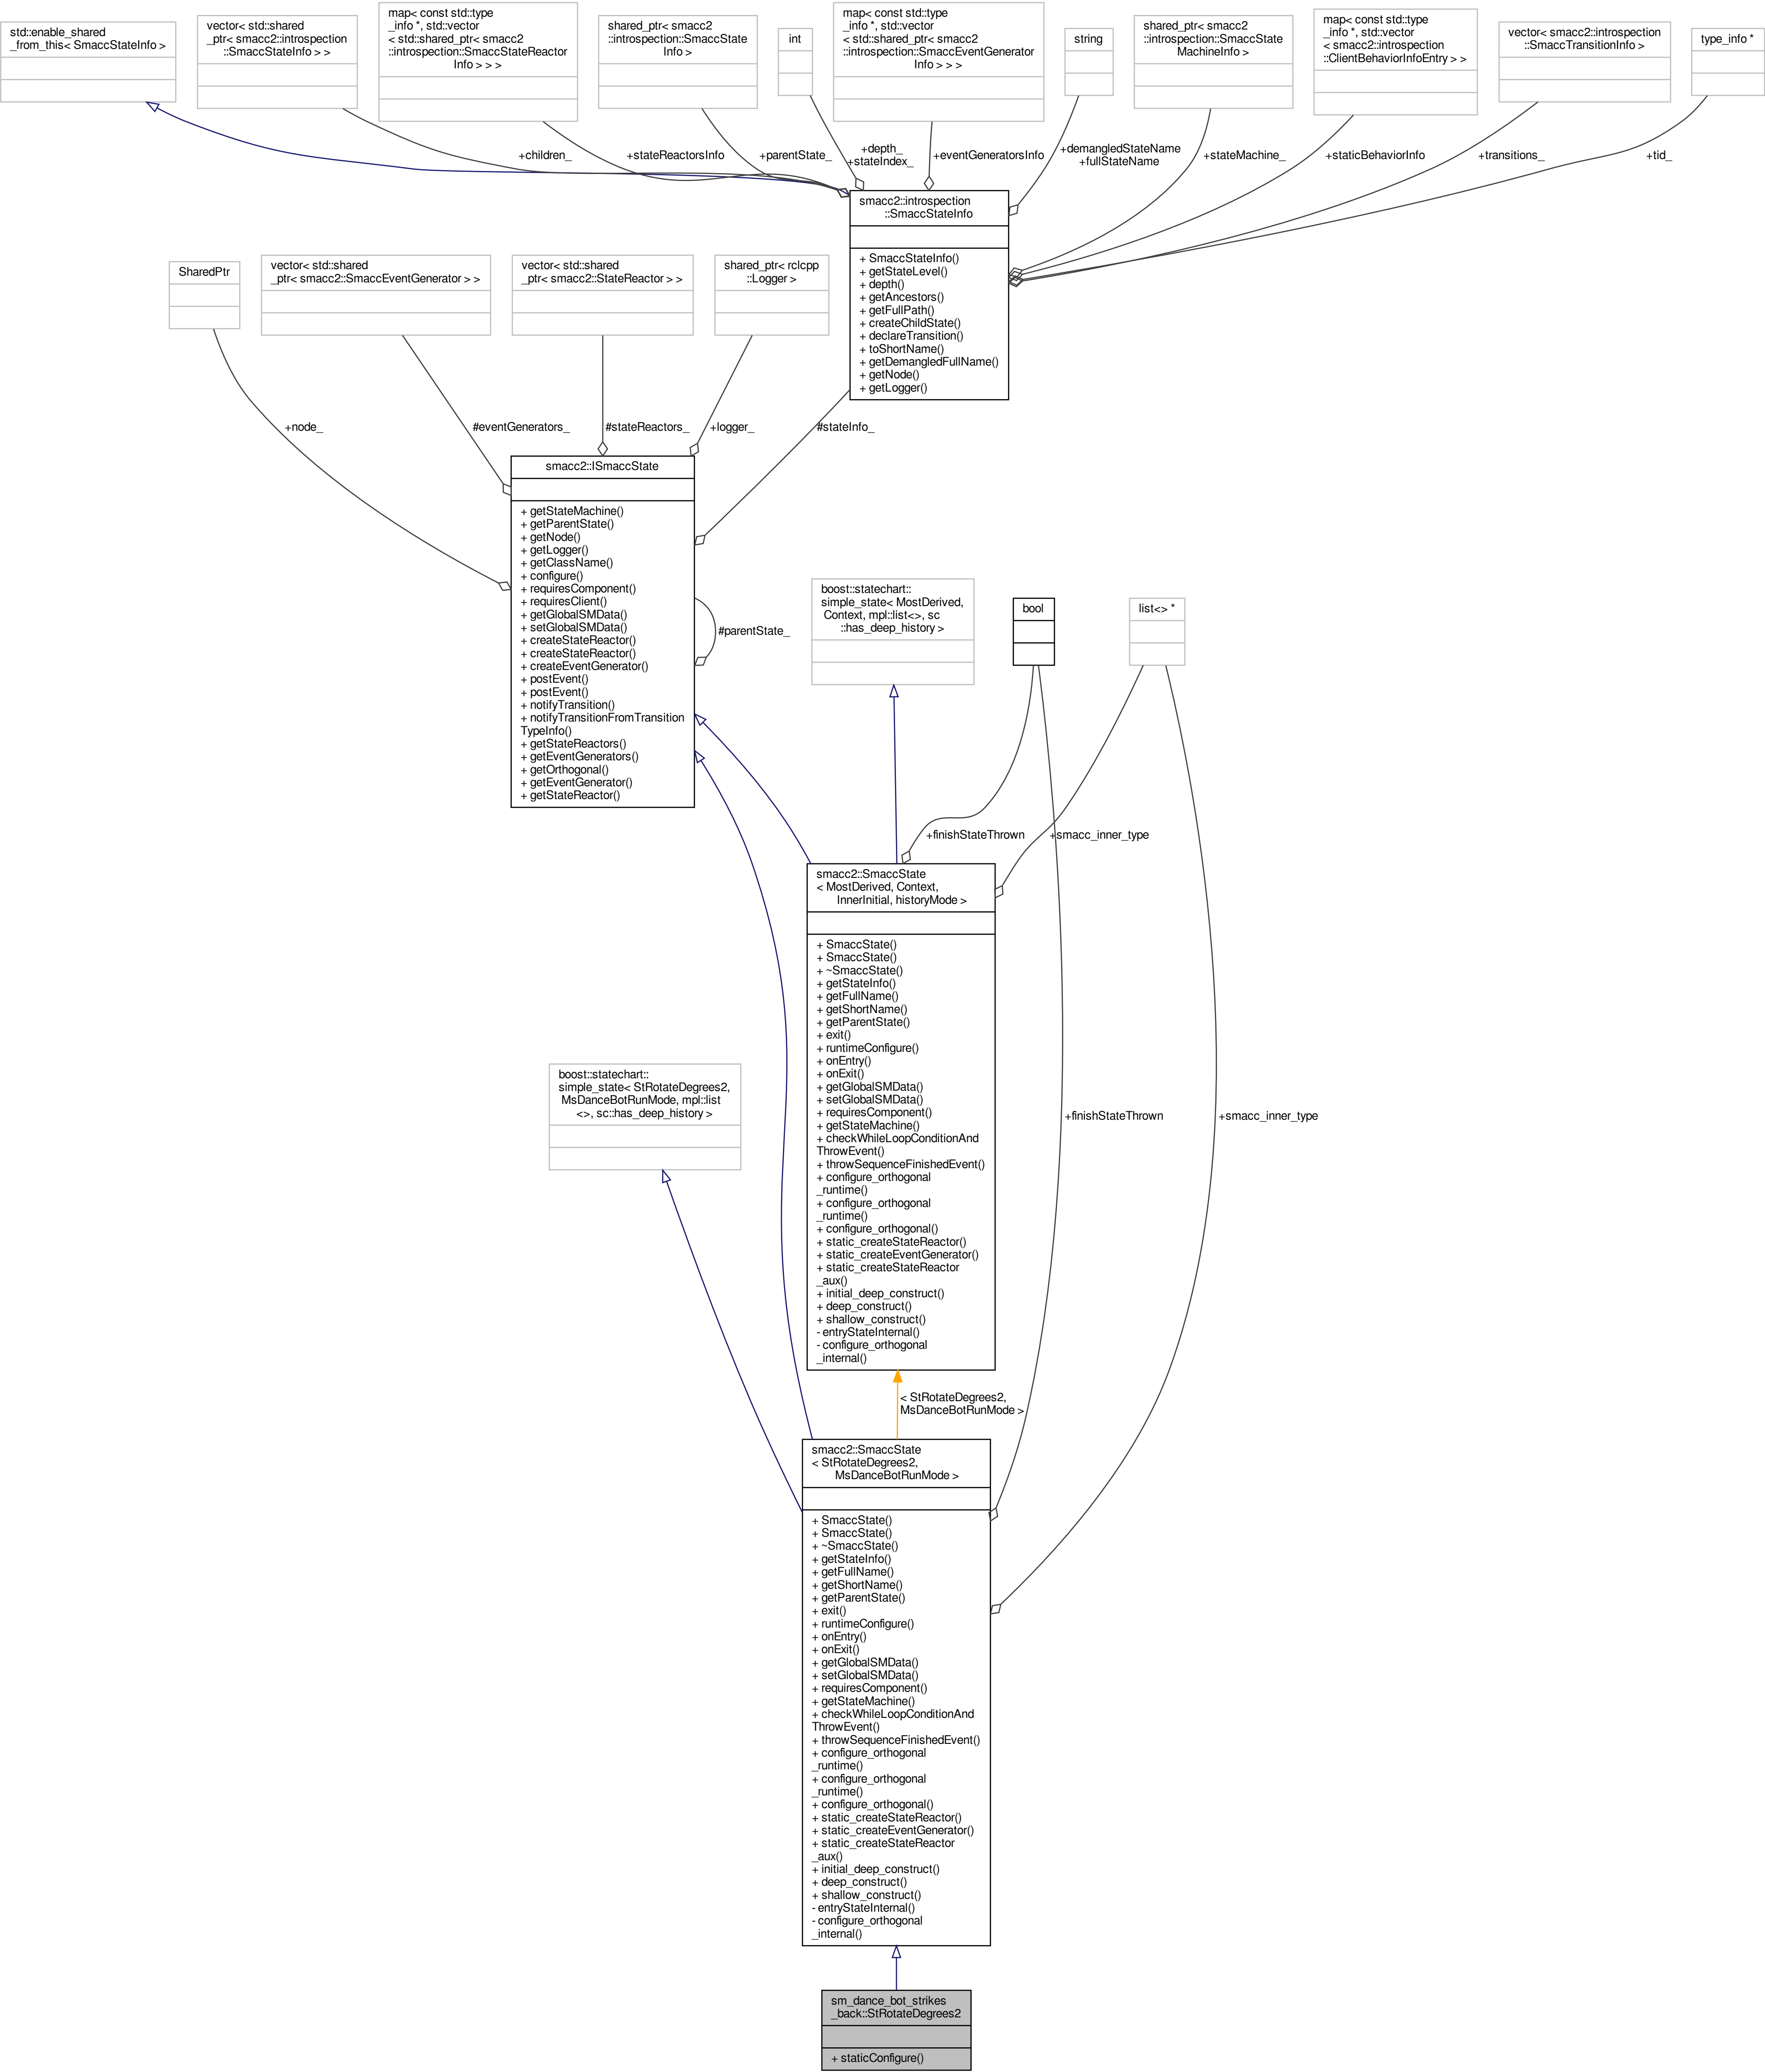 std::enable_shared
_from_this< SmaccStateInfo >
vector< std::shared
_ptr< smacc2::introspection
::SmaccStateInfo > >
map< const std::type
_info *, std::vector
< std::shared_ptr< smacc2
::introspection::SmaccStateReactor
Info > > >
shared_ptr< smacc2
::introspection::SmaccState
Info >
int
map< const std::type
_info *, std::vector
< std::shared_ptr< smacc2
::introspection::SmaccEventGenerator
Info > > >
string
shared_ptr< smacc2
::introspection::SmaccState
MachineInfo >
map< const std::type
_info *, std::vector
< smacc2::introspection
::ClientBehaviorInfoEntry > >
vector< smacc2::introspection
::SmaccTransitionInfo >
type_info *
+children_
+stateReactorsInfo
+parentState_
+depth_
+stateIndex_
+eventGeneratorsInfo
+demangledStateName
+fullStateName
+stateMachine_
+staticBehaviorInfo
+transitions_
+tid_
smacc2::introspection
::SmaccStateInfo
+ SmaccStateInfo()
+ getStateLevel()
+ depth()
+ getAncestors()
+ getFullPath()
+ createChildState()
+ declareTransition()
+ toShortName()
+ getDemangledFullName()
+ getNode()
+ getLogger()
SharedPtr
vector< std::shared
_ptr< smacc2::SmaccEventGenerator > >
vector< std::shared
_ptr< smacc2::StateReactor > >
shared_ptr< rclcpp
::Logger >
+node_
#eventGenerators_
#stateReactors_
+logger_
#stateInfo_
smacc2::ISmaccState
+ getStateMachine()
+ getParentState()
+ getNode()
+ getLogger()
+ getClassName()
+ configure()
+ requiresComponent()
+ requiresClient()
+ getGlobalSMData()
+ setGlobalSMData()
+ createStateReactor()
+ createStateReactor()
+ createEventGenerator()
+ postEvent()
+ postEvent()
+ notifyTransition()
+ notifyTransitionFromTransition
TypeInfo()
+ getStateReactors()
+ getEventGenerators()
+ getOrthogonal()
+ getEventGenerator()
+ getStateReactor()
#parentState_
boost::statechart::
simple_state< MostDerived,
Context, mpl::list<>, sc
::has_deep_history >
bool
list<> *
+finishStateThrown
+smacc_inner_type
smacc2::SmaccState
< MostDerived, Context,
InnerInitial, historyMode >
+ SmaccState()
+ SmaccState()
+ ~SmaccState()
+ getStateInfo()
+ getFullName()
+ getShortName()
+ getParentState()
+ exit()
+ runtimeConfigure()
+ onEntry()
+ onExit()
+ getGlobalSMData()
+ setGlobalSMData()
+ requiresComponent()
+ getStateMachine()
+ checkWhileLoopConditionAnd
ThrowEvent()
+ throwSequenceFinishedEvent()
+ configure_orthogonal
_runtime()
+ configure_orthogonal
_runtime()
+ configure_orthogonal()
+ static_createStateReactor()
+ static_createEventGenerator()
+ static_createStateReactor
_aux()
+ initial_deep_construct()
+ deep_construct()
+ shallow_construct()
- entryStateInternal()
- configure_orthogonal
_internal()
boost::statechart::
simple_state< StRotateDegrees2,
MsDanceBotRunMode, mpl::list
<>, sc::has_deep_history >
+finishStateThrown
+smacc_inner_type
< StRotateDegrees2,
MsDanceBotRunMode >
smacc2::SmaccState
< StRotateDegrees2,
MsDanceBotRunMode >
+ SmaccState()
+ SmaccState()
+ ~SmaccState()
+ getStateInfo()
+ getFullName()
+ getShortName()
+ getParentState()
+ exit()
+ runtimeConfigure()
+ onEntry()
+ onExit()
+ getGlobalSMData()
+ setGlobalSMData()
+ requiresComponent()
+ getStateMachine()
+ checkWhileLoopConditionAnd
ThrowEvent()
+ throwSequenceFinishedEvent()
+ configure_orthogonal
_runtime()
+ configure_orthogonal
_runtime()
+ configure_orthogonal()
+ static_createStateReactor()
+ static_createEventGenerator()
+ static_createStateReactor
_aux()
+ initial_deep_construct()
+ deep_construct()
+ shallow_construct()
- entryStateInternal()
- configure_orthogonal
_internal()
sm_dance_bot_strikes
_back::StRotateDegrees2
+ staticConfigure()